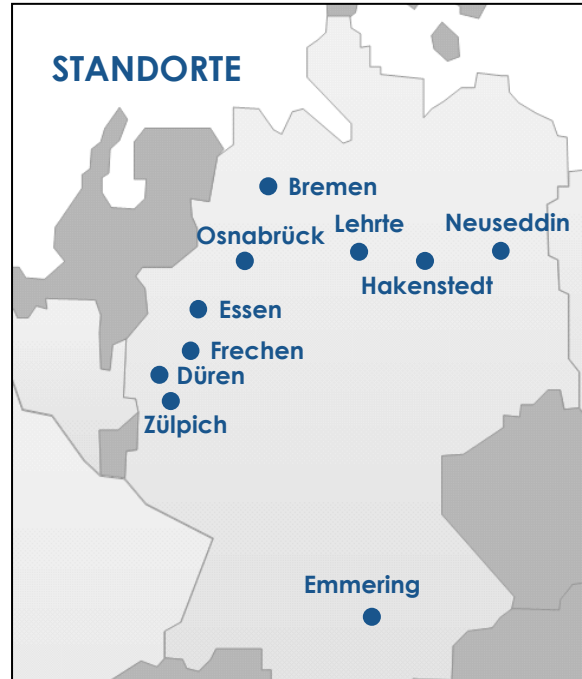 STANDORTE
Bremen
Lehrte
Neuseddin
Osnabrück
Hakenstedt
Essen
Frechen
Düren
Zülpich
Emmering